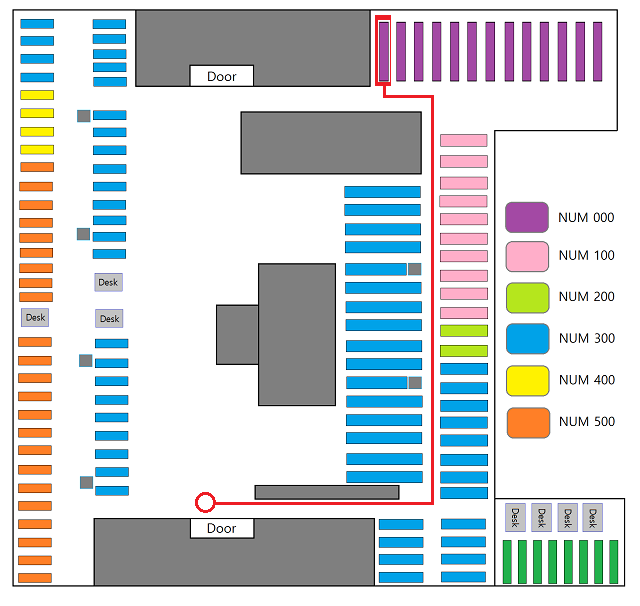 Door
NUM 000
NUM 100
NUM 200
NUM 300
NUM 400
NUM 500
Desk
Desk
Desk
Door
Desk
Desk
Desk
Desk